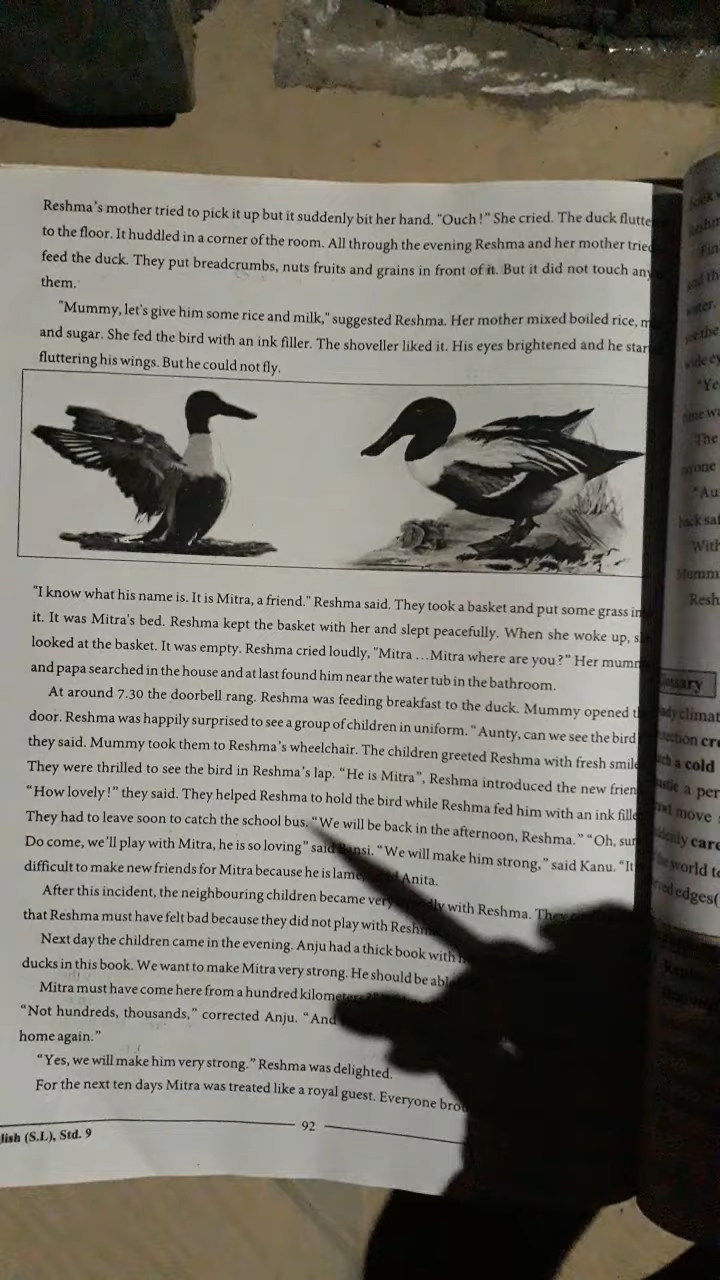 Reshma's mother tried to pick it up but it suddenly bit her hand. "Ouch !" She cried. The duck
to the floor. It huddled in a corner of the room. All through the evening Reshma and her mother
feed the duck. They put breadcrumbs, nuts fruits and grains in front of it. But it did not touch
them.
"Mummy, let's give him some rice and milk," suggested Reshma. Her mother mixed boiled rice,
and sugar. She fed the bird with an ink filler. The shoveller liked it. His eyes brightened and he
fluttering his wings. But he could not fly.
"I know what his name is. It is Mitra, a friend." Reshma said. They took a basket and put some grass
it. It was Mitra's bed. Reshma kept the basket with her and slept peacefully. When she woke up,
looked at the basket. It was empty. Reshma cried loudly, "Mitra ...Mitra where are you?" Her
and papa searched in the house and at last found him near the water tub in the bathroom.
At around 7.30 the doorbell rang. Reshma was feeding breakfast to the duck. Mummy opened
door. Reshma was happily surprised to see a group of children in uniform. "Aunty, can we see the bird
they said. Mummy took them to Reshma's wheelchair. The children greeted Reshma with fresh
They were thrilled to see the bird in Reshma's lap. "He is Mitra", Reshma introduced the new
"How lovely!" they said. They helped Reshma to hold the bird while Reshma fed him with an ink
They had to leave soon to catch the school bus. "We will be back in the afternoon, Reshma." "Oh,
Do come, we'll play with Mitra, he is so loving" said "We will make him strong," said Kanu. "It
difficult to make new friends for Mitra because he is Anita.
After this incident, the neighbouring children became with Reshma. They
that Reshma must have felt bad because they did not play with
Next day the children came in the evening. Anju had a thick book with
ducks in this book. We want to make Mitra very strong. He should be
Mitra must have come here from a hundred
"Not hundreds, thousands," corrected Anju. "And
home again."
"Yes, we will make him very strong." Reshma was delighted.
For the next ten days Mitra was treated like a royal guest. Everyone
92
(S.L), Std. 9